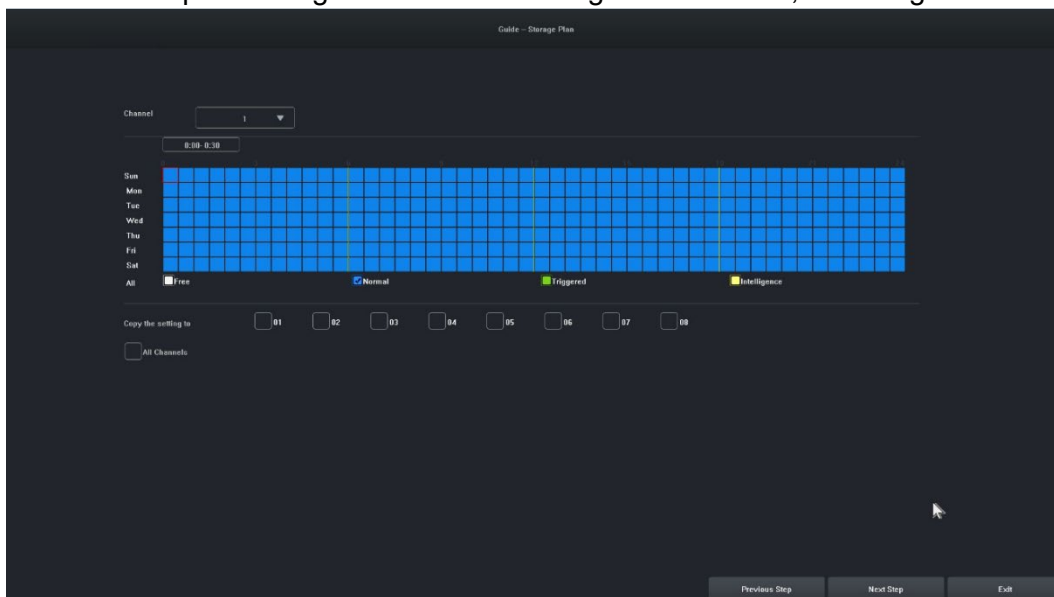 Guide – Storage Plan
Channel 1
0:00- 0:30
Sun
Mon
Tue
Wed
Thu
Fri
Sat
All Free Normal Triggered Intelligence
Copy the setting to 01 02 03 04 05 06 07 08
All Channels
Previous Step Next Step Exit